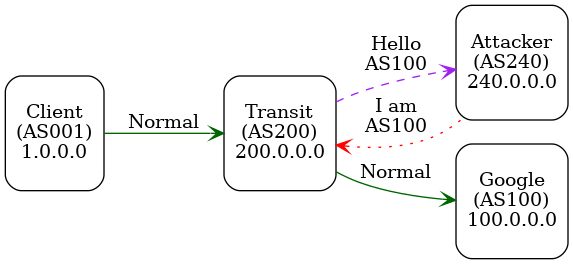 Client
(AS001)
1.0.0.0
Normal
Transit
(AS200)
200.0.0.0
Hello
AS100
I am
AS100
Normal
Attacker
(AS240)
240.0.0.0
Google
(AS100)
100.0.0.0